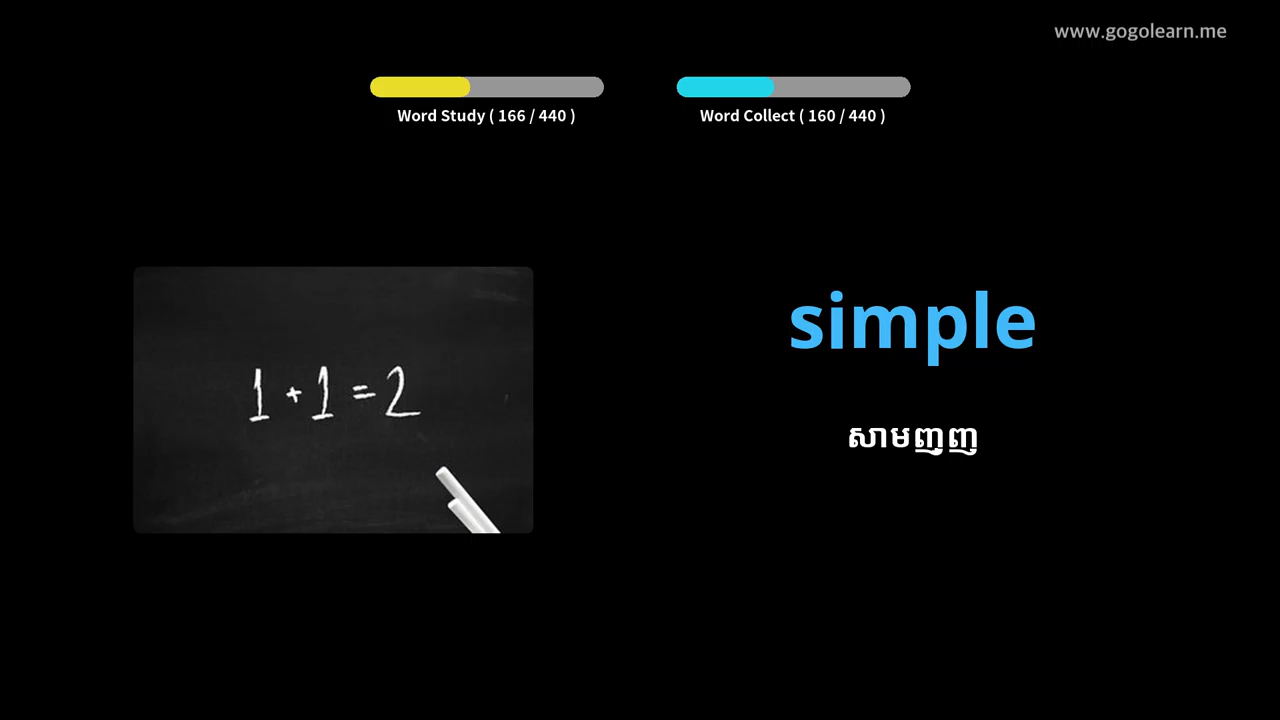 www.gogolearn.me
Word Study ( 166 / 440 )
Word Collect ( 160 / 440 )
1 + 1 = 2
simple
សាមញញ